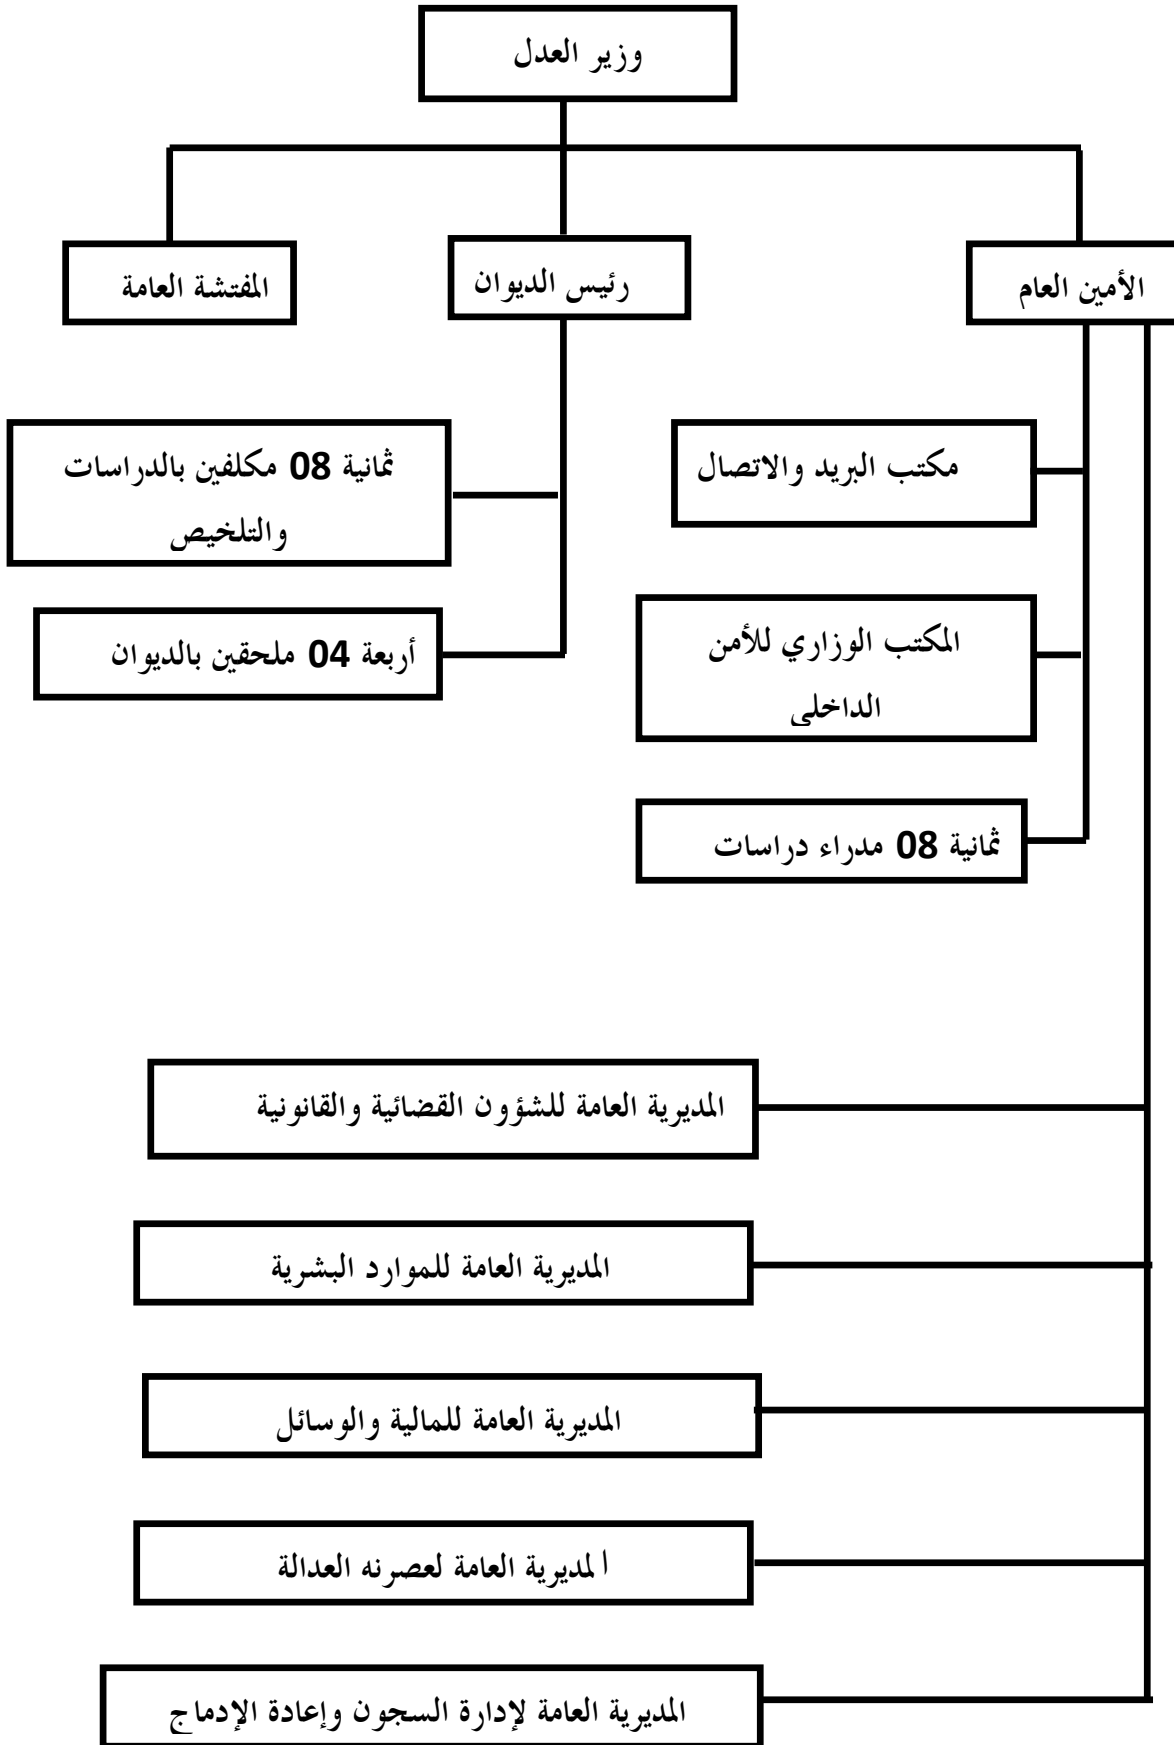 وزير العدل
الأمين العام
رئيس الديوان
المفتشة العامة
مكتب البريد والاتصال
ثمانية 08 مكلفين بالدراسات
والتلخيص
المكتب الوزاري للأمن
الداخلي
أربعة 04 ملحقين بالديوان
ثمانية 08 مدراء دراسات
المديرية العامة للشؤون القضائية والقانونية
المديرية العامة للموارد البشرية
المديرية العامة للمالية والوسائل
المديرية العامة لعصرنه العدالة
المديرية العامة لإدارة السجون وإعادة الإدماج